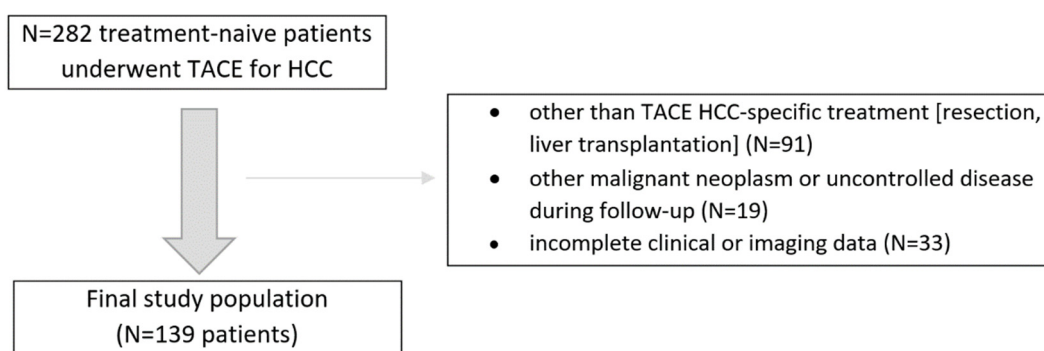 N=282 treatment-naive patients
underwent TACE for HCC
• other than TACE HCC-specific treatment [resection,
liver transplantation] (N=91)
• other malignant neoplasm or uncontrolled disease
during follow-up (N=19)
• incomplete clinical or imaging data (N=33)
Final study population
(N=139 patients)